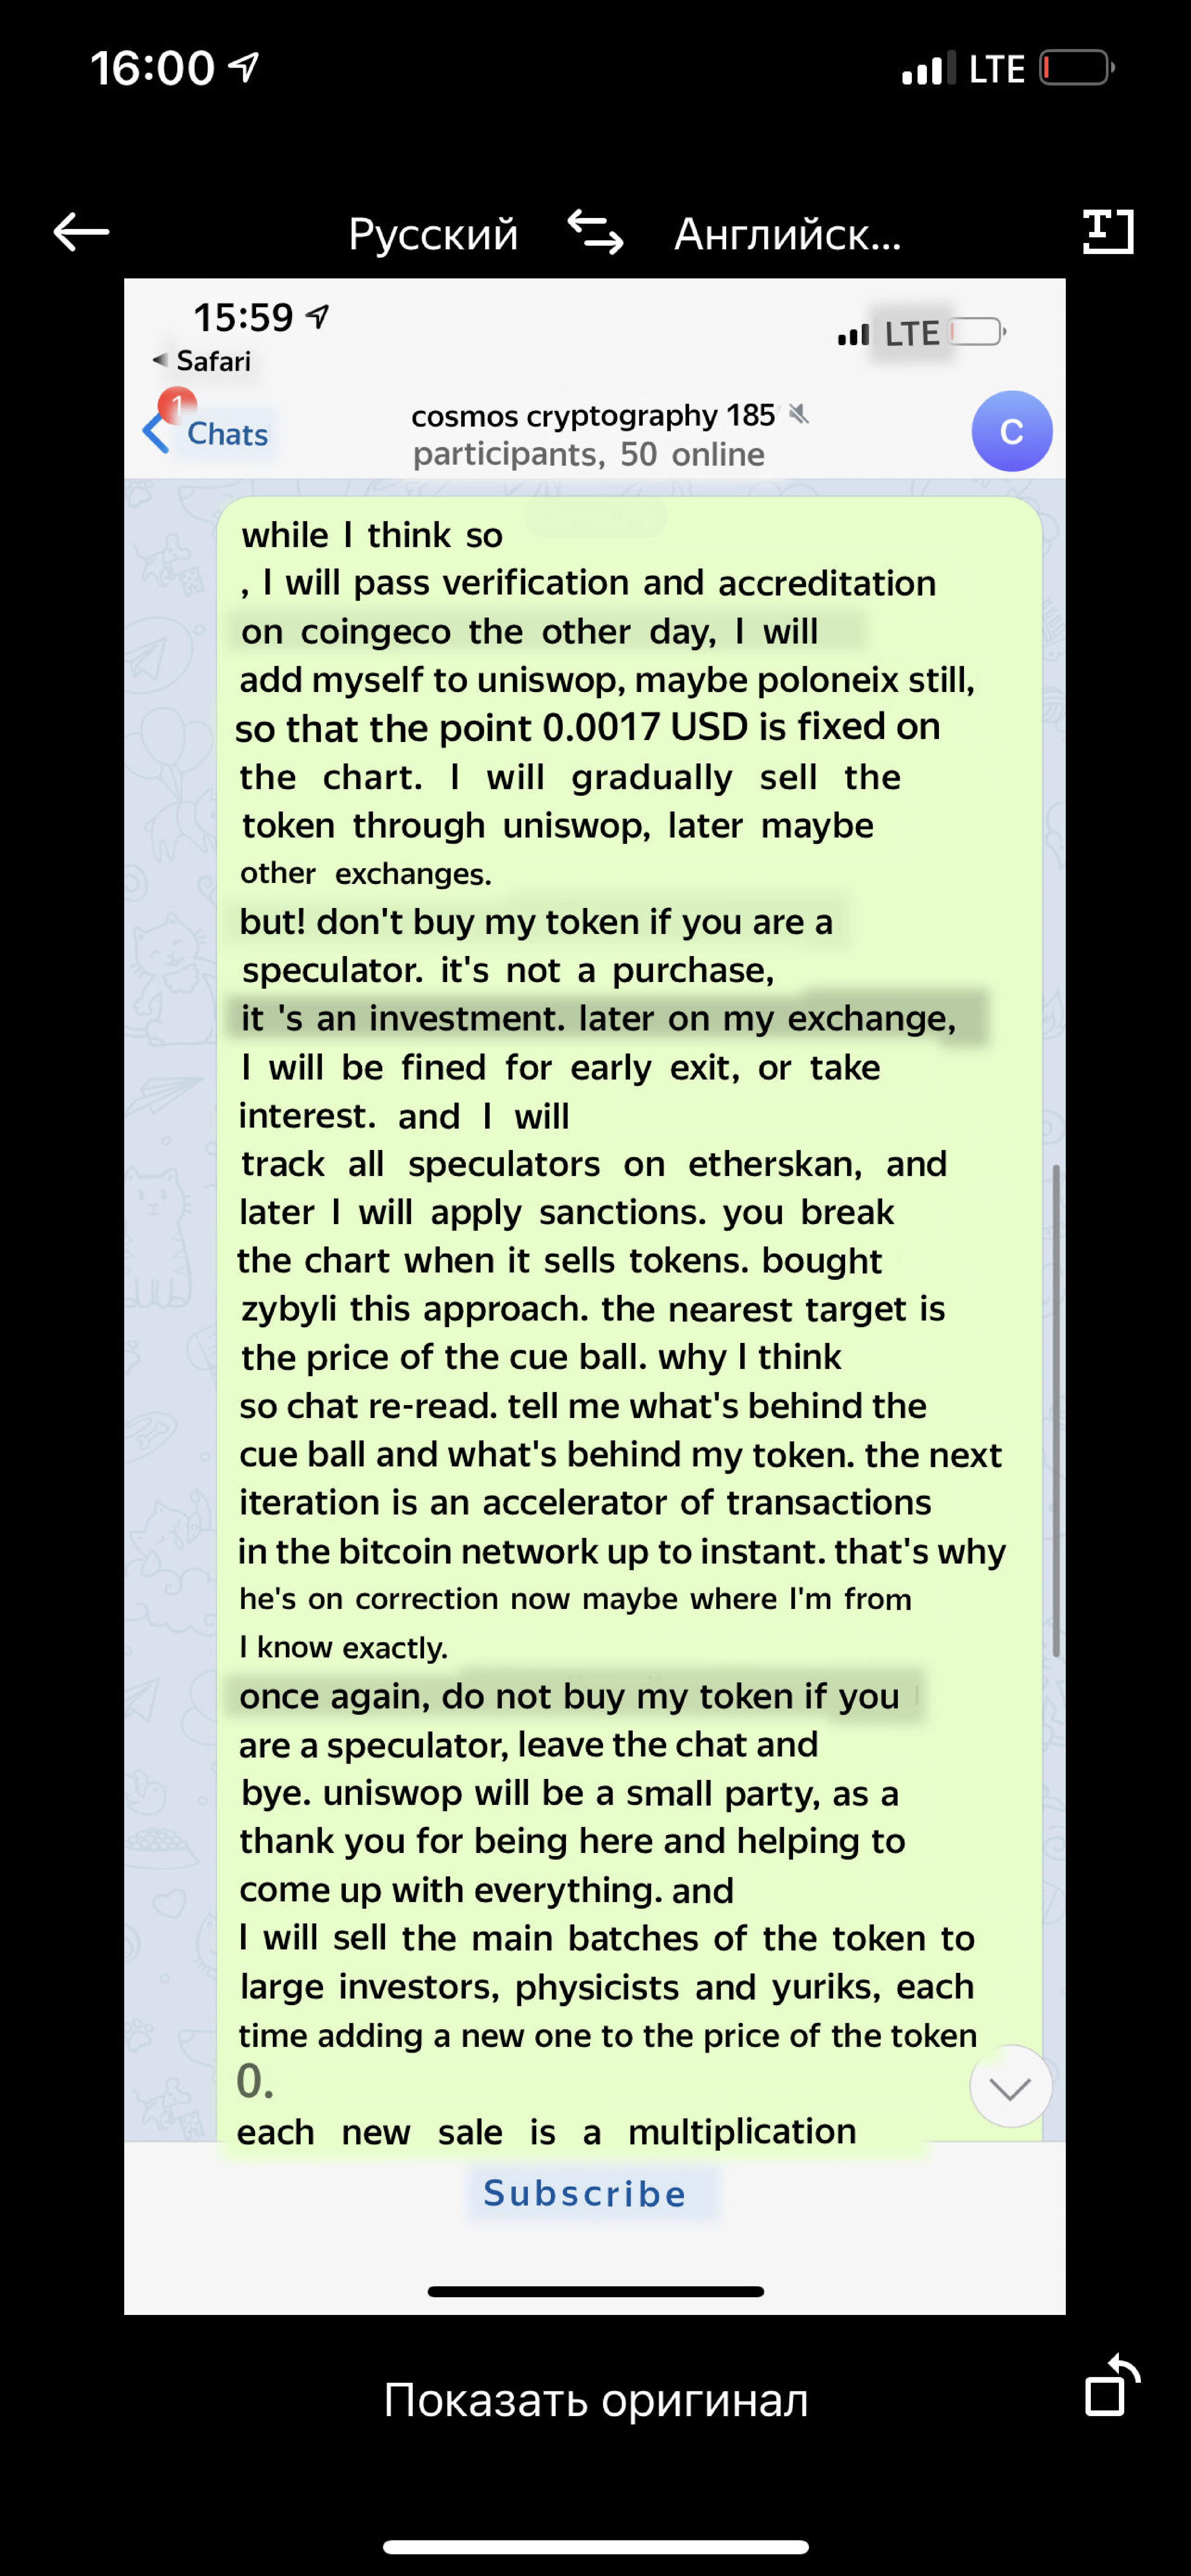 16:00
LTE
Русский
Английск...
15:59
LTE
Safari
1
Chats
cosmos cryptography 185
participants, 50 online
C
while I think so
, I will pass verification and accreditation
on coingeco the other day, I will
add myself to uniswop, maybe poloneix still,
so that the point 0.0017 USD is fixed on
the chart. I will gradually sell the
token through uniswop, later maybe
other exchanges.
but! don't buy my token if you are a
speculator. it's not a purchase,
it 's an investment. later on my exchange,
I will be fined for early exit, or take
interest. and I will
track all speculators on etherskan, and
later I will apply sanctions. you break
the chart when it sells tokens. bought
zybyli this approach. the nearest target is
the price of the cue ball. why I think
so chat re-read. tell me what's behind the
cue ball and what's behind my token. the next
iteration is an accelerator of transactions
in the bitcoin network up to instant. that's why
he's on correction now maybe where I'm from
I know exactly.
once again, do not buy my token if you
are a speculator, leave the chat and
bye. uniswop will be a small party, as a
thank you for being here and helping to
come up with everything. and
I will sell the main batches of the token to
large investors, physicists and yuriks, each
time adding a new one to the price of the token
0.
each new sale is a multiplication
Subscribe
Показать оригинал